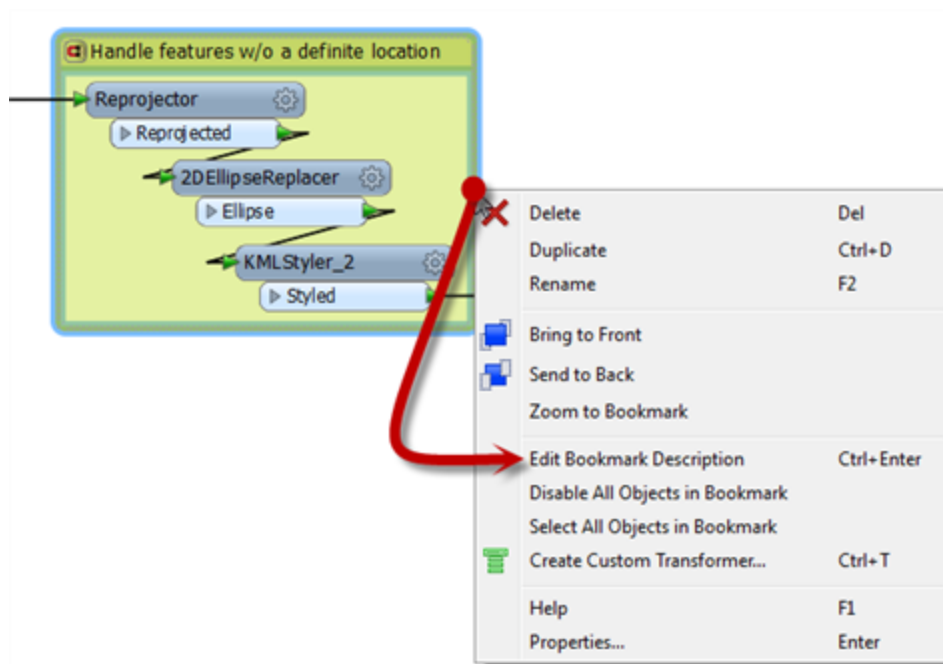 Handle features w/o a definite location
Reprojector
Reprojected
2DEllipseReplacer
Ellipse
KMLStyler_2
Styled
Delete Del
Duplicate Ctrl+D
Rename F2
Bring to Front
Send to Back
Zoom to Bookmark
Edit Bookmark Description Ctrl+Enter
Disable All Objects in Bookmark
Select All Objects in Bookmark
Create Custom Transformer... Ctrl+T
Help F1
Properties... Enter